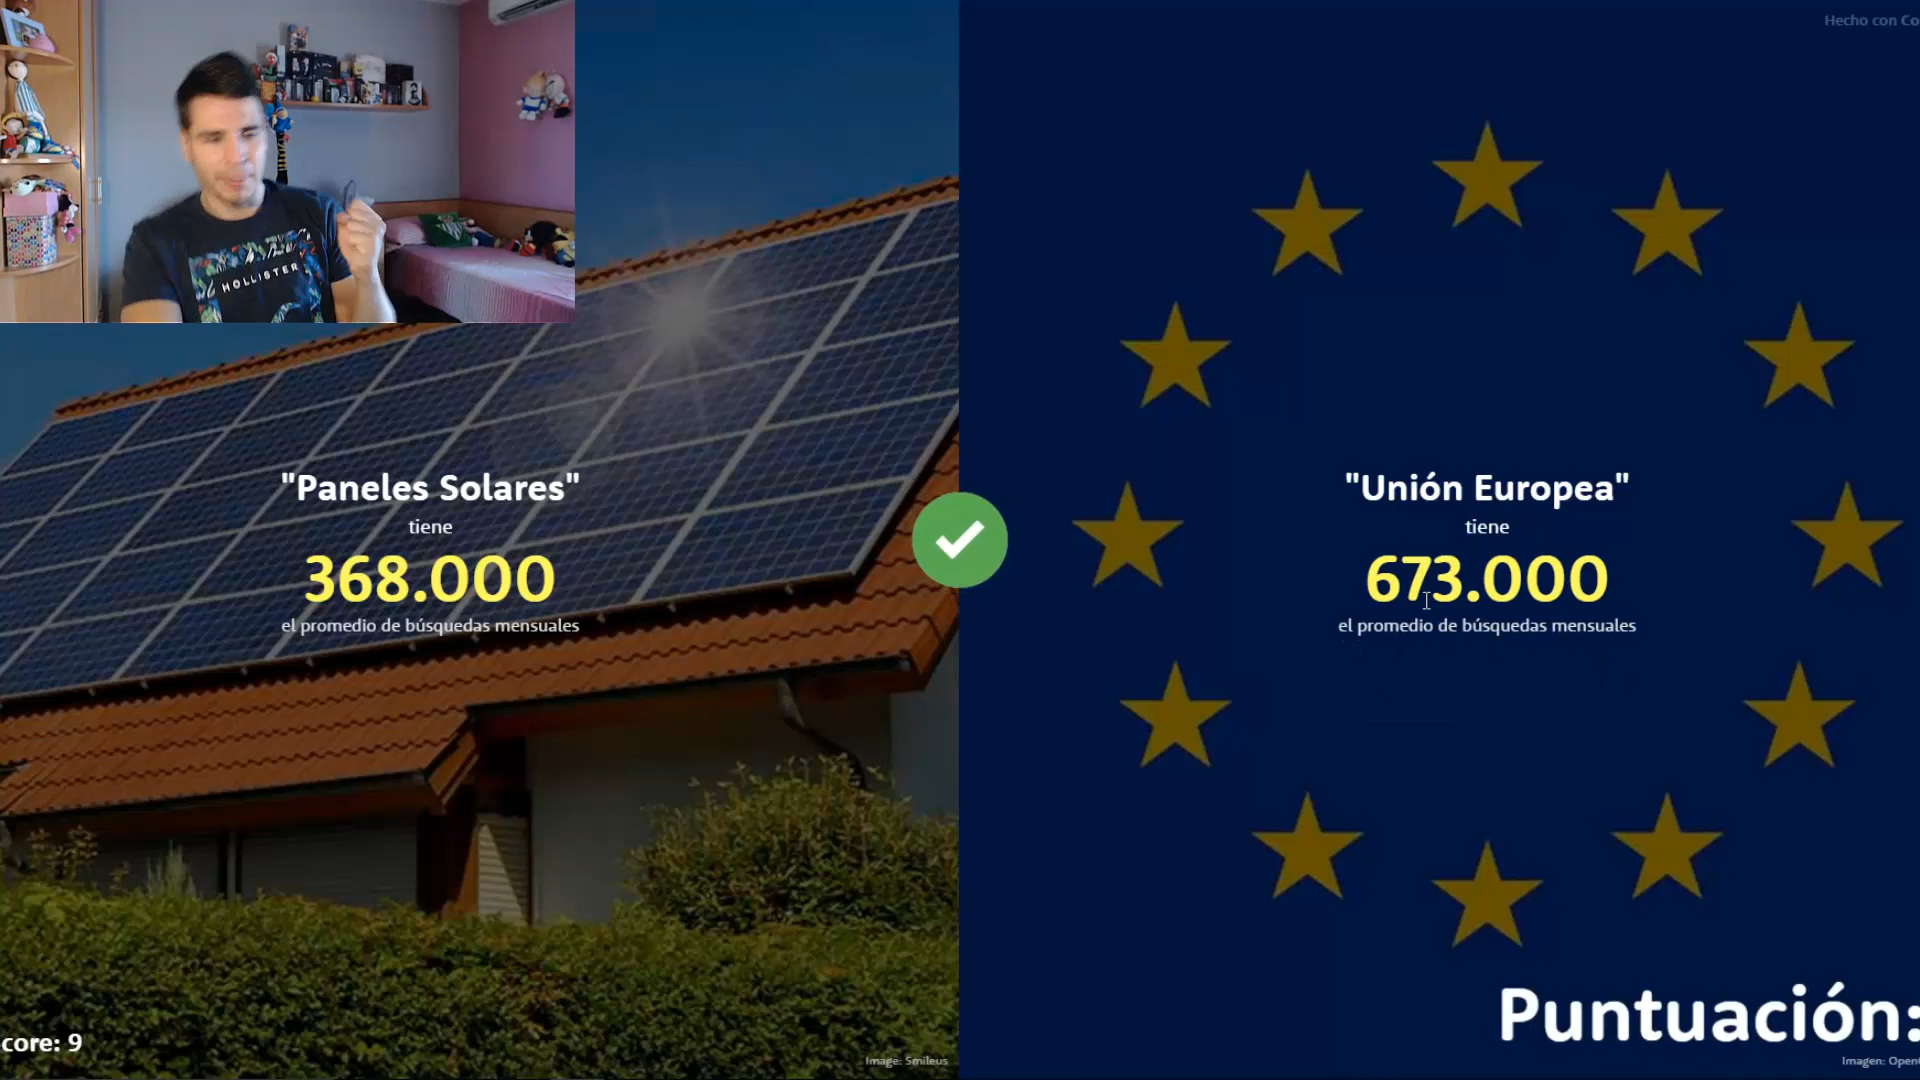 Hecho con Co
HOLLISTER
"Paneles Solares"
tiene
368.000
el promedio de búsquedas mensuales
"Unión Europea"
tiene
673.000
el promedio de búsquedas mensuales
core: 9
Image: Smileus
Puntuación:
Imagen: Open